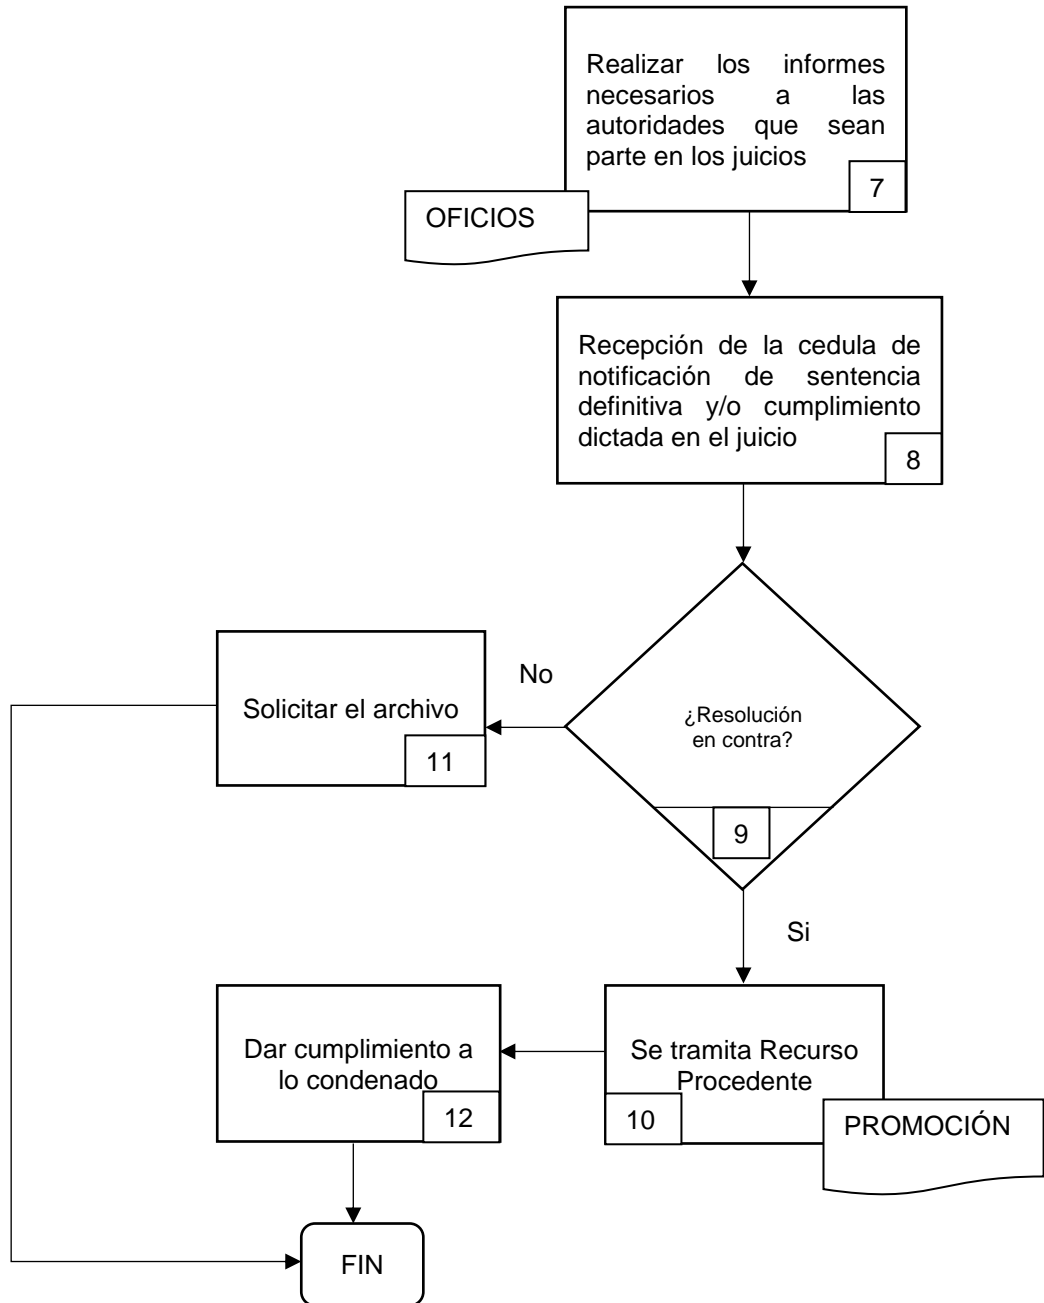 Realizar los informes
necesarios a las
autoridades que sean
parte en los juicios
7
OFICIOS
Recepción de la cedula de
notificación de sentencia
definitiva y/o cumplimiento
dictada en el juicio
8
No
¿Resolución
en contra?
9
Solicitar el archivo
11
Si
Se tramita Recurso
Procedente
10
PROMOCIÓN
Dar cumplimiento a
lo condenado
12
FIN